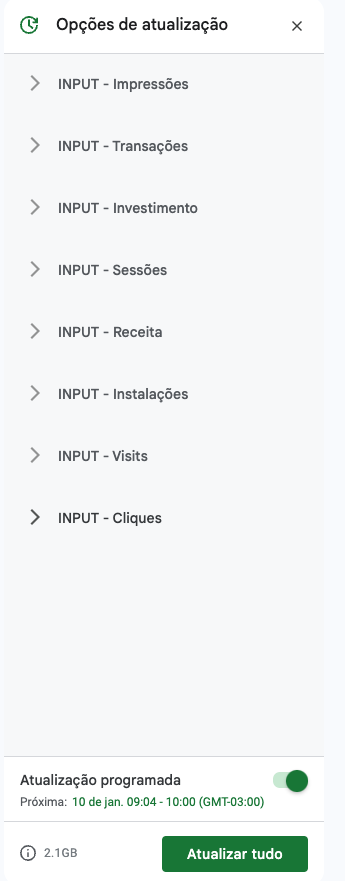 Opções de atualização
INPUT - Impressões
INPUT - Transações
INPUT - Investimento
INPUT - Sessões
INPUT - Receita
INPUT - Instalações
INPUT - Visits
INPUT - Cliques
Atualização programada
Próxima: 10 de jan. 09:04 - 10:00 (GMT-03:00)
2.1GB
Atualizar tudo